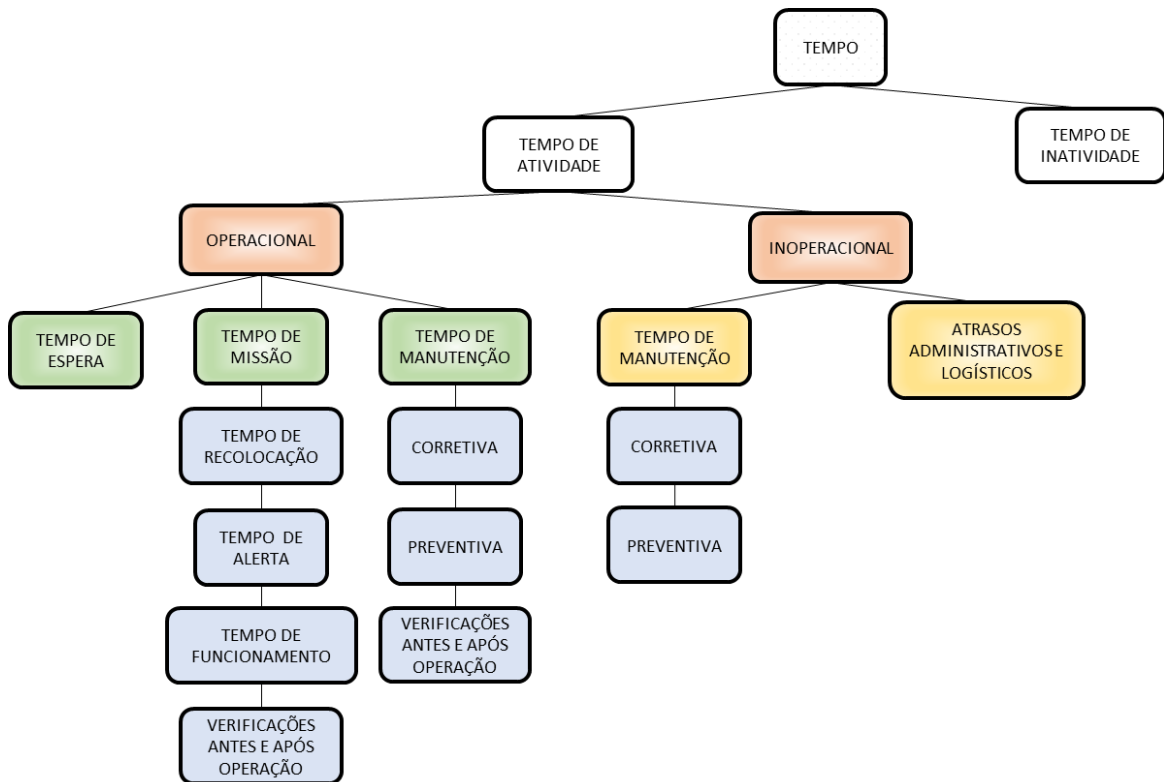 TEMPO
TEMPO DE
ATIVIDADE
TEMPO DE
INATIVIDADE
OPERACIONAL
INOPERACIONAL
TEMPO DE
ESPERA
TEMPO DE
MISSÃO
TEMPO DE
MANUTENÇÃO
TEMPO DE
MANUTENÇÃO
ATRASOS
ADMINISTRATIVOS E
LOGÍSTICOS
TEMPO DE
RECOLOCAÇÃO
CORRETIVA
CORRETIVA
TEMPO DE
ALERTA
PREVENTIVA
PREVENTIVA
TEMPO DE
FUNCIONAMENTO
VERIFICAÇÕES
ANTES E APÓS
OPERAÇÃO
VERIFICAÇÕES
ANTES E APÓS
OPERAÇÃO